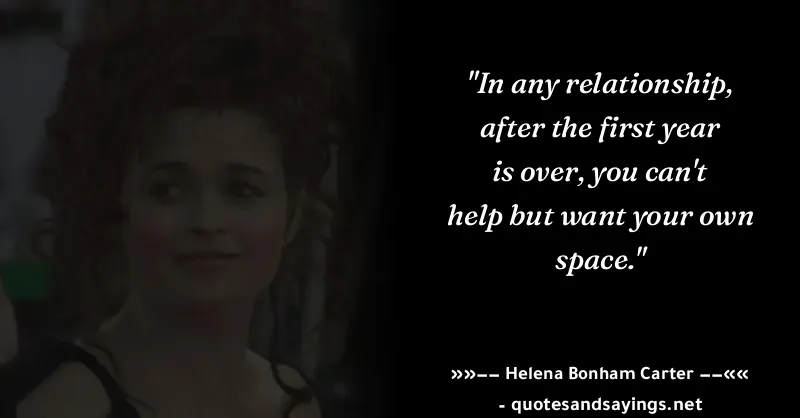 "In any relationship,
after the first year
is over, you can't
help but want your own
space."
»»−− Helena Bonham Carter −−««
- quotesandsayings.net